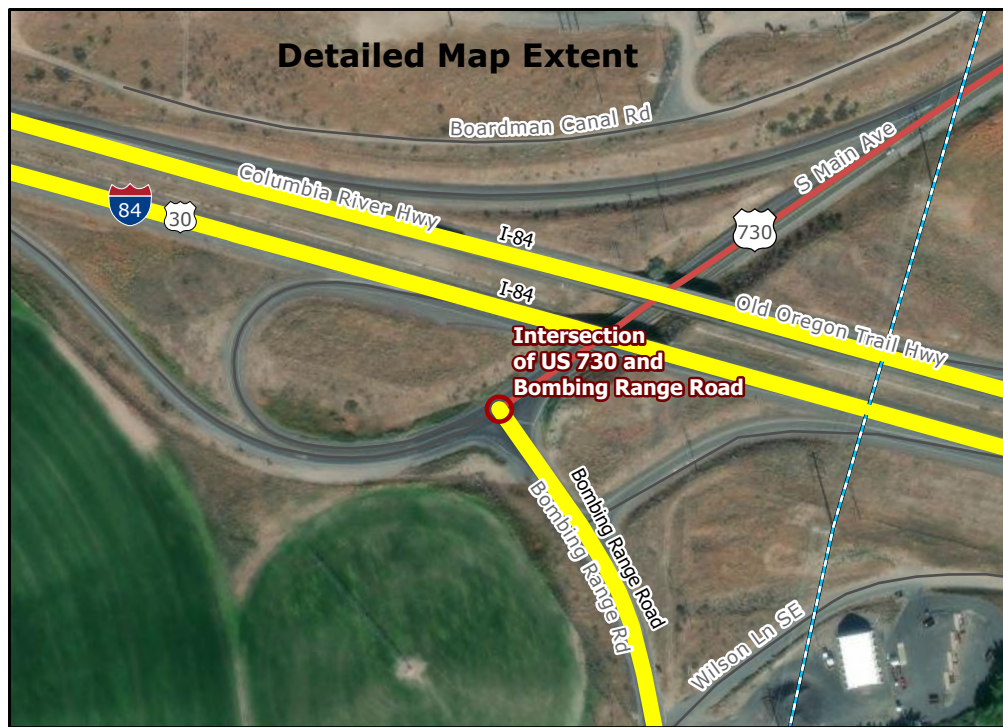 Detailed Map Extent
Boardman Canal Rd
S Main Ave
Columbia River Hwy
84
30
I-84
730
I-84
Old Oregon Trail Hwy
Intersection
of US 730 and
Bombing Range Road
Bombing Range Road
Bombing Range Rd
Wilson Ln SE